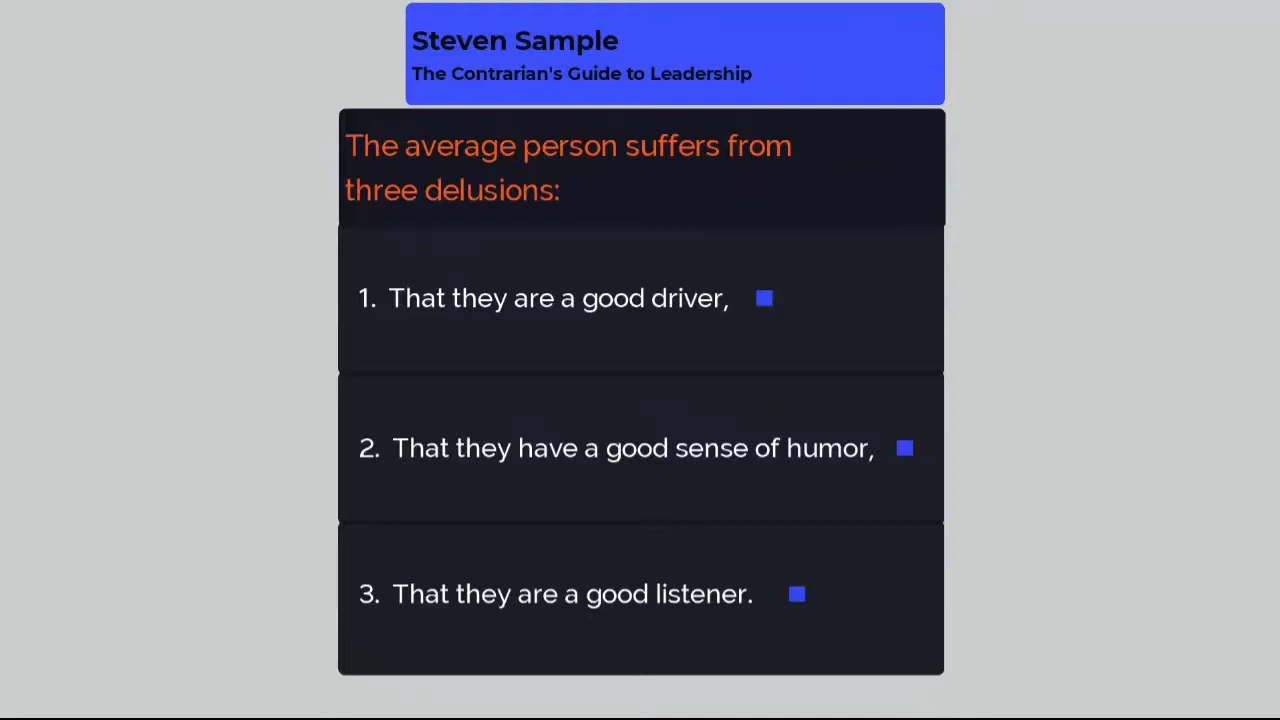 Steven Sample
The Contrarian's Guide to Leadership
The average person suffers from
three delusions:
1. That they are a good driver,
2. That they have a good sense of humor,
3. That they are a good listener.